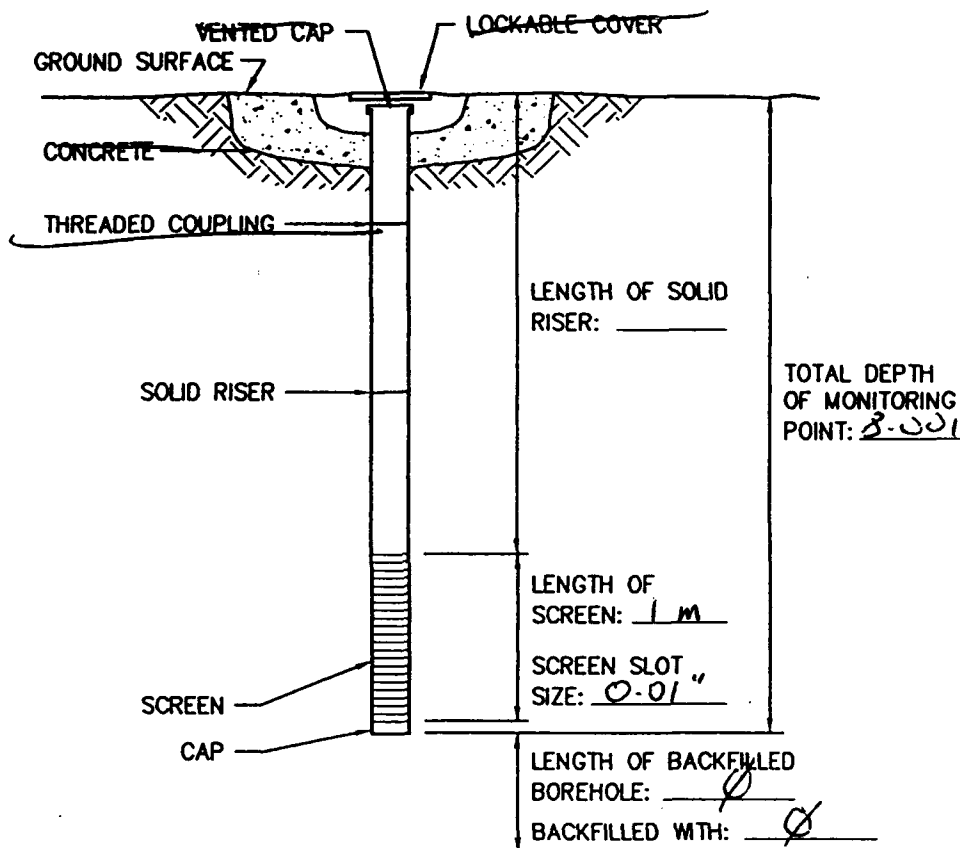 VENTED CAP
LOCKABLE COVER
GROUND SURFACE
CONCRETE
THREADED COUPLING
LENGTH OF SOLID
RISER:
SOLID RISER
TOTAL DEPTH
OF MONITORING
POINT:
LENGTH OF
SCREEN: 1 m
SCREEN SLOT
SIZE: 0.01"
SCREEN
CAP
LENGTH OF BACKFILLED
BOREHOLE: Ø
BACKFILLED WITH: Ø